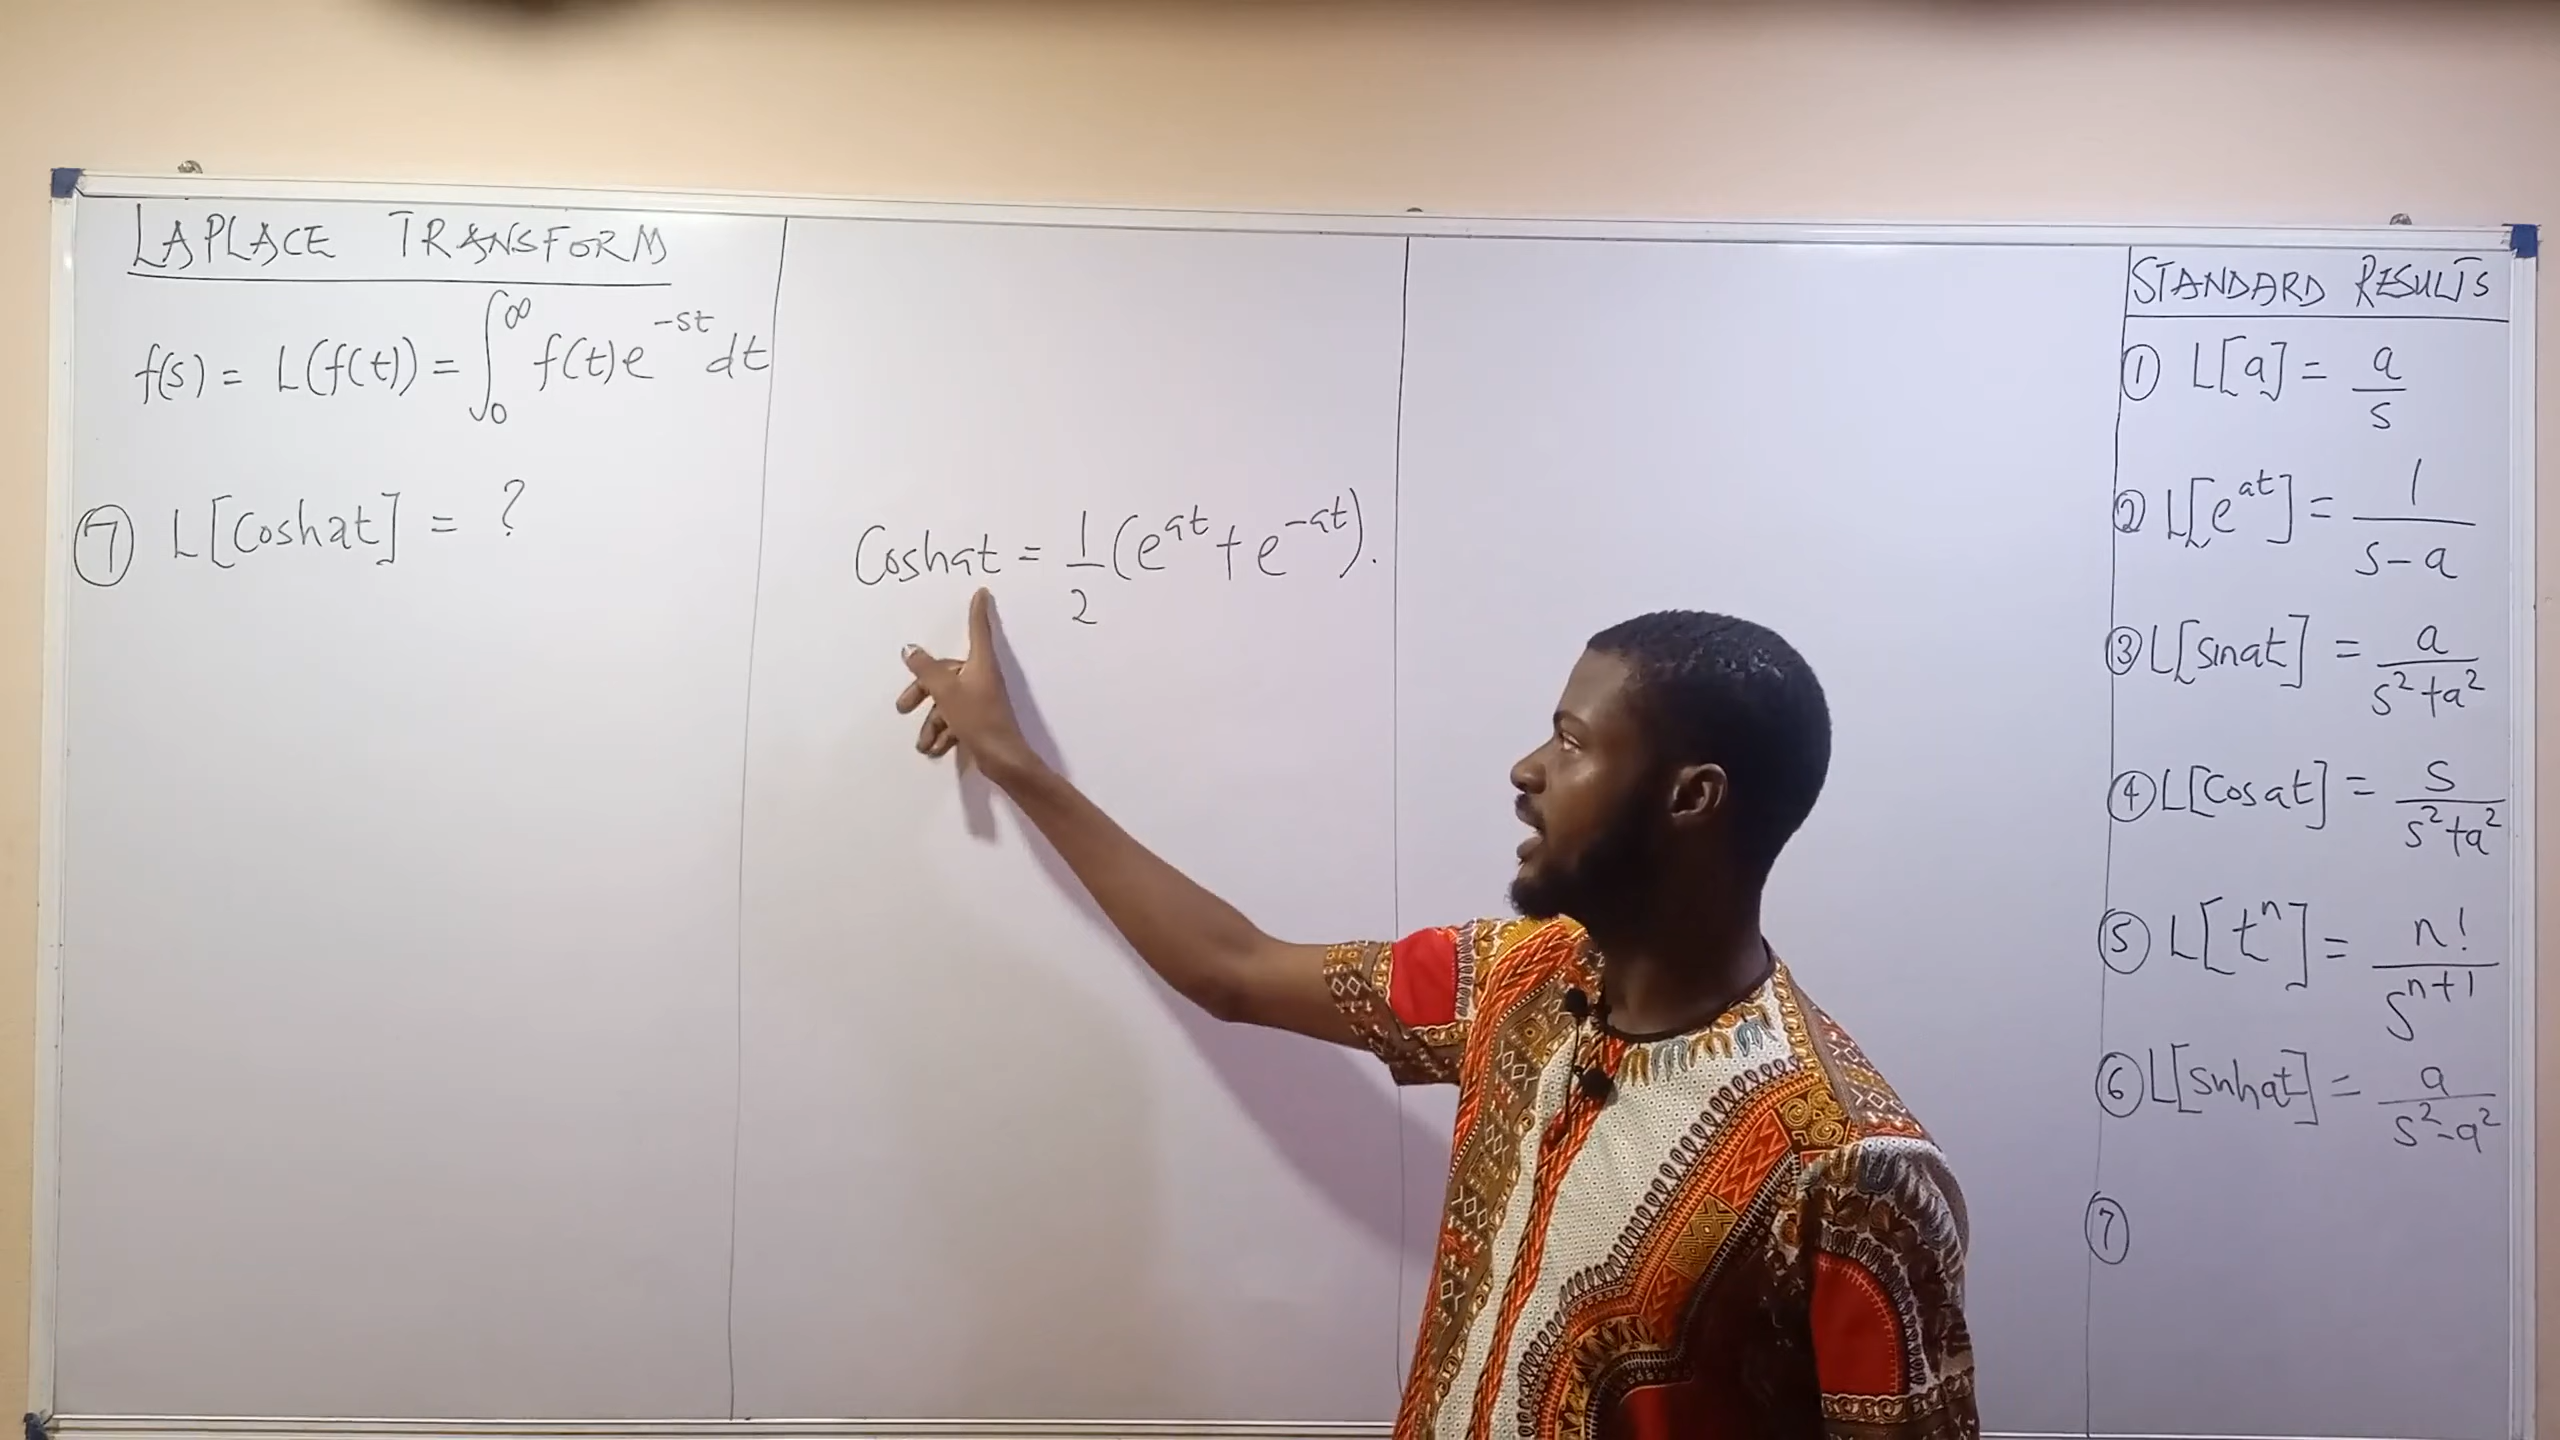 LAPLACE TRANSFORM
f(s) = L(f(t)) = ∫₀^∞ f(t)e^{-st} dt
⑦ L[Coshat] = ?
Coshat = 1/2 (e^{at} + e^{-at}).
STANDARD RESULTS
① L[a] = a/s
② L[e^{at}] = 1/(s-a)
③ L[sinat] = a/(s²+a²)
④ L[Cosat] = s/(s²+a²)
⑤ L[t^n] = n!/s^{n+1}
⑥ L[sinhat] = a/(s²-a²)
⑦